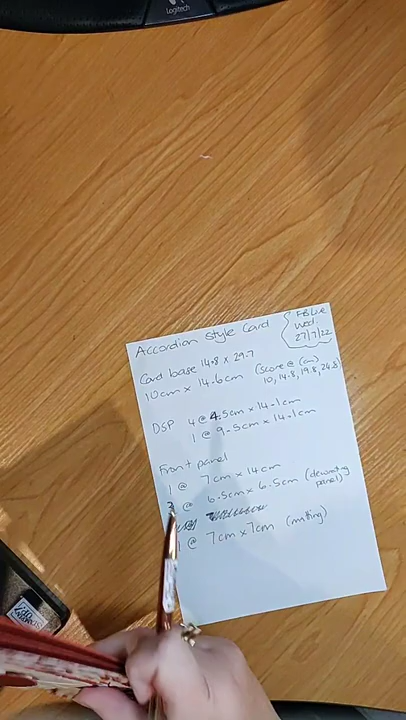 Logitech
Accordion Style Card
FB Live
Wed.
27/7/22
Card base 14.8 x 29.7
10cm x 14.6cm (Score @ (cm)
10, 14.8, 19.8, 24.8)
DSP 4 @ 4.5cm x 14.1cm
1 @ 9.5cm x 14.1cm
Front panel
1 @ 7cm x 14cm
@ 6.5cm x 6.5cm (decorating
panel)
@ 7cm x 7cm (matting)